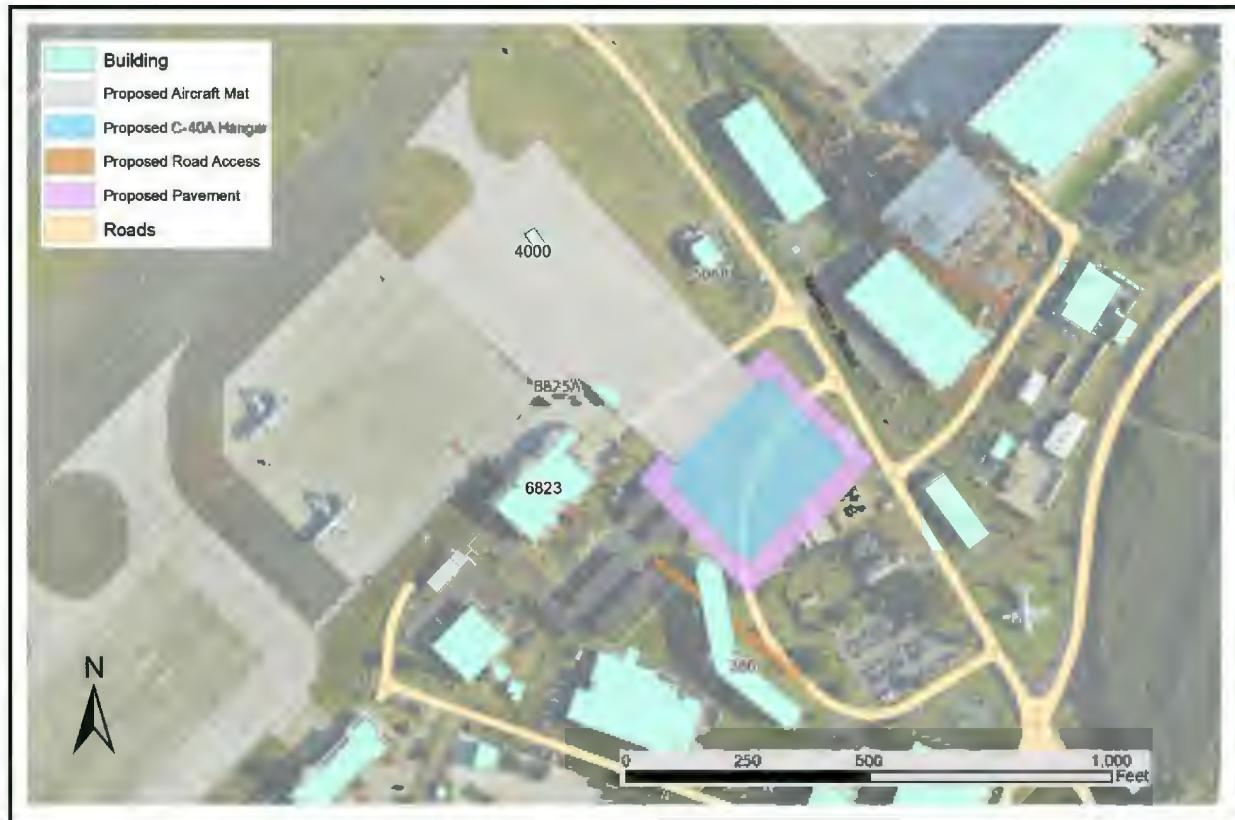 Building
Proposed Aircraft Mat
Proposed C-40A Hangar
Proposed Road Access
Proposed Pavement
Roads
4000
6823
386
N
0 250 500 1,000
Feet